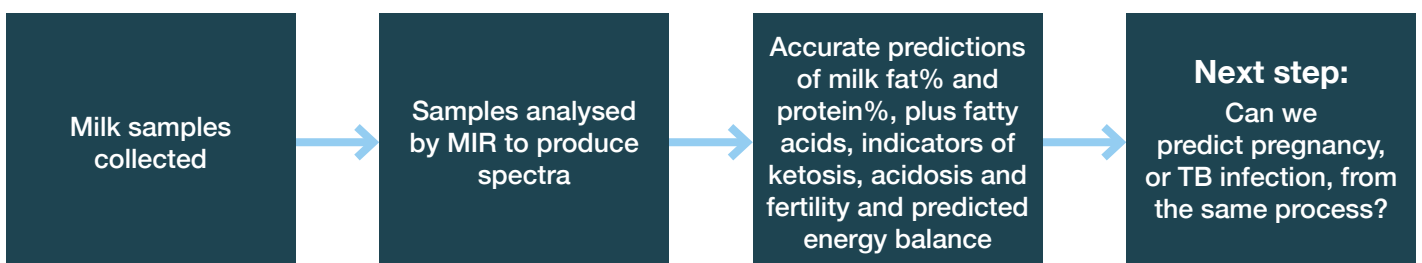 Milk samples
collected
Samples analysed
by MIR to produce
spectra
Accurate predictions
of milk fat% and
protein%, plus fatty
acids, indicators of
ketosis, acidosis and
fertility and predicted
energy balance
Next step:
Can we
predict pregnancy,
or TB infection, from
the same process?